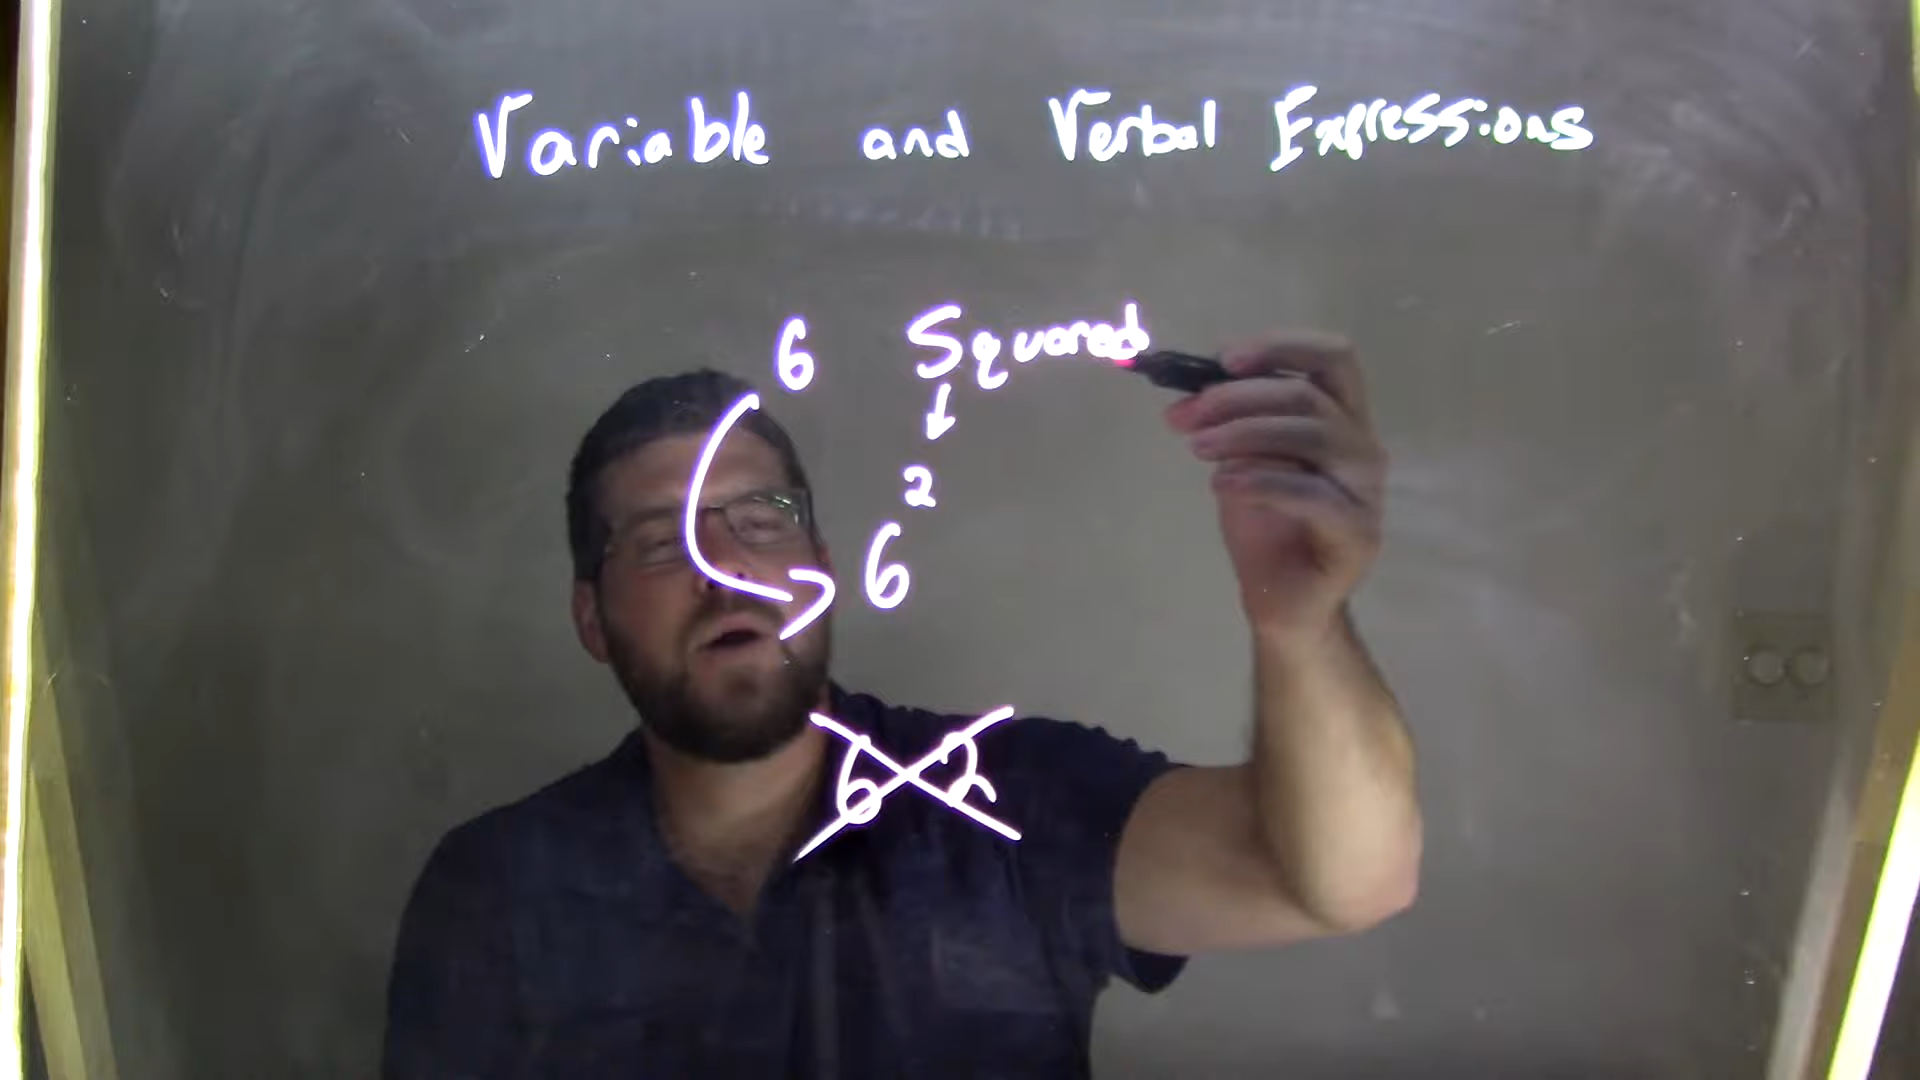 Variable and Verbal Expressions
6 Squared
↓
2
6
6 2